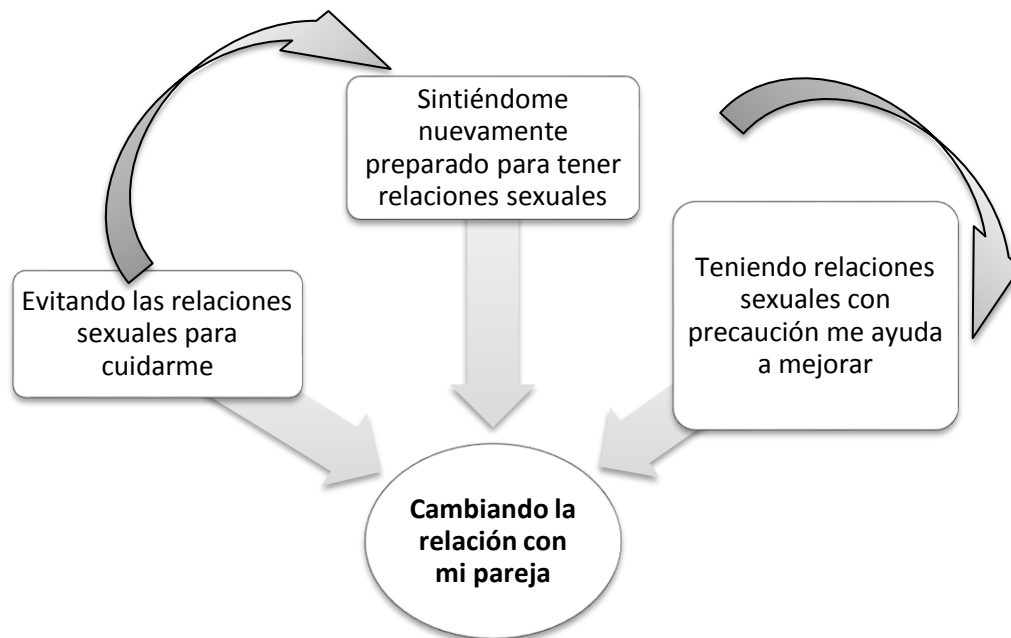 Sintiéndome
nuevamente
preparado para tener
relaciones sexuales
Evitando las relaciones
sexuales para
cuidarme
Teniendo relaciones
sexuales con
precaución me ayuda
a mejorar
Cambiando la
relación con
mi pareja